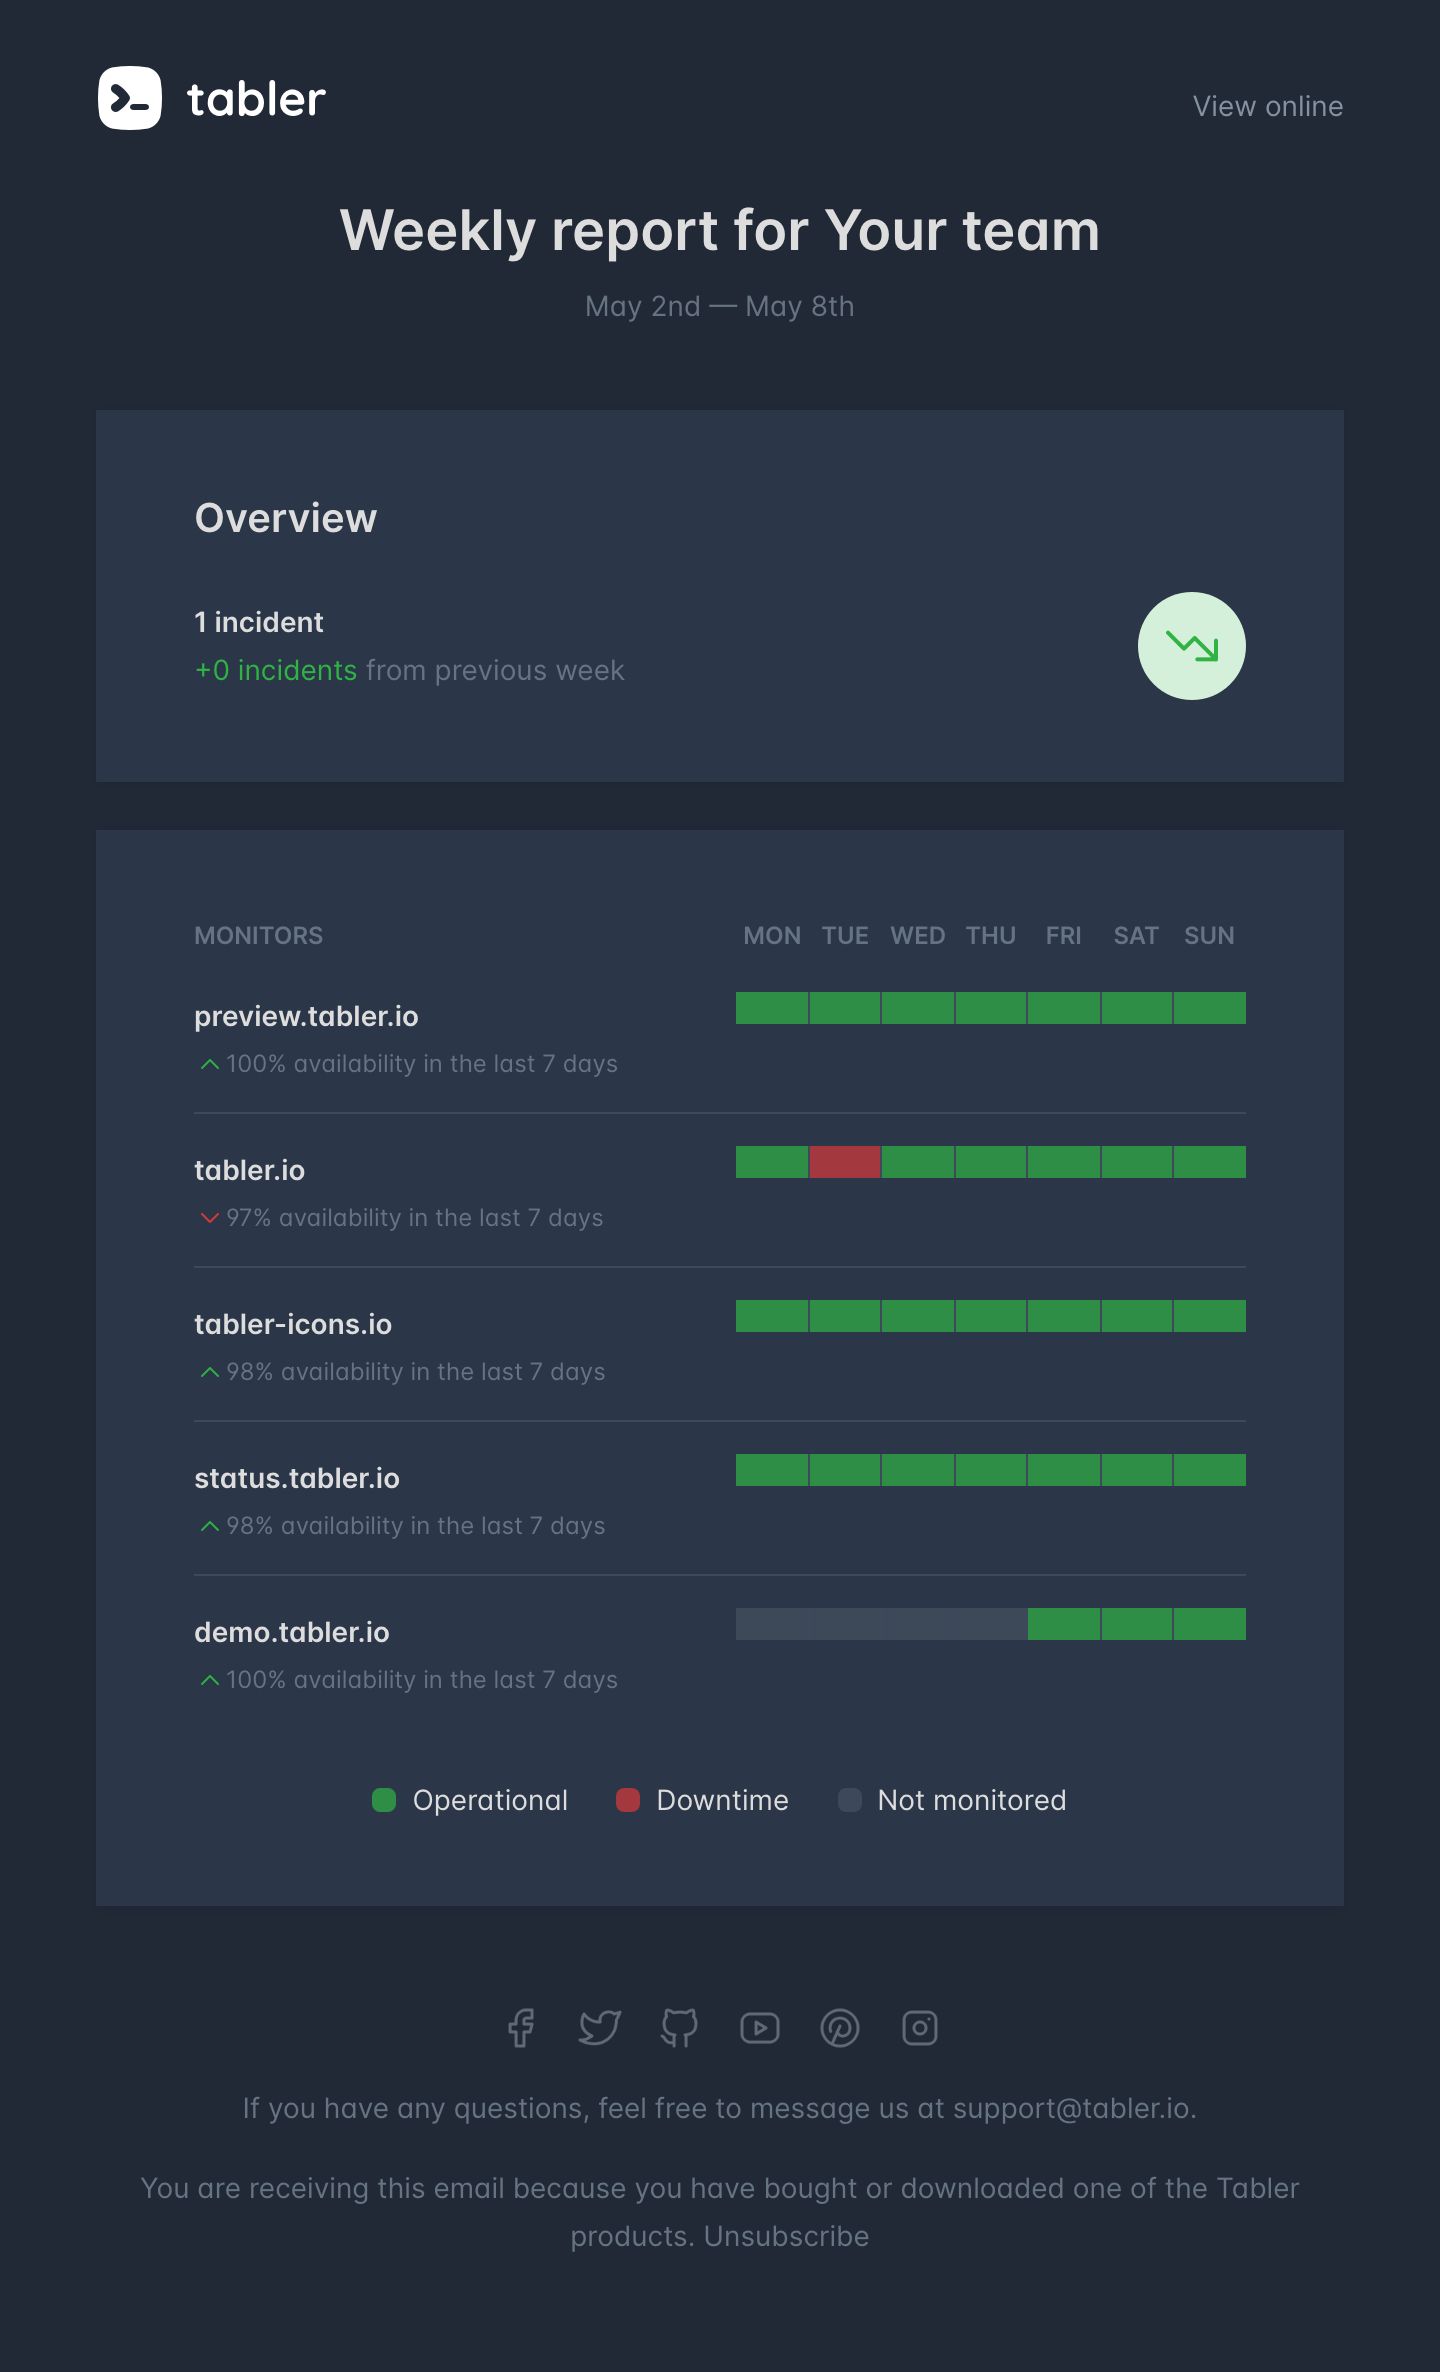 tabler
View online
Weekly report for Your team
May 2nd — May 8th
Overview
1 incident
+0 incidents from previous week
MONITORS MON TUE WED THU FRI SAT SUN
preview.tabler.io
100% availability in the last 7 days
tabler.io
97% availability in the last 7 days
tabler-icons.io
98% availability in the last 7 days
status.tabler.io
98% availability in the last 7 days
demo.tabler.io
100% availability in the last 7 days
Operational Downtime Not monitored
If you have any questions, feel free to message us at support@tabler.io.
You are receiving this email because you have bought or downloaded one of the Tabler
products. Unsubscribe